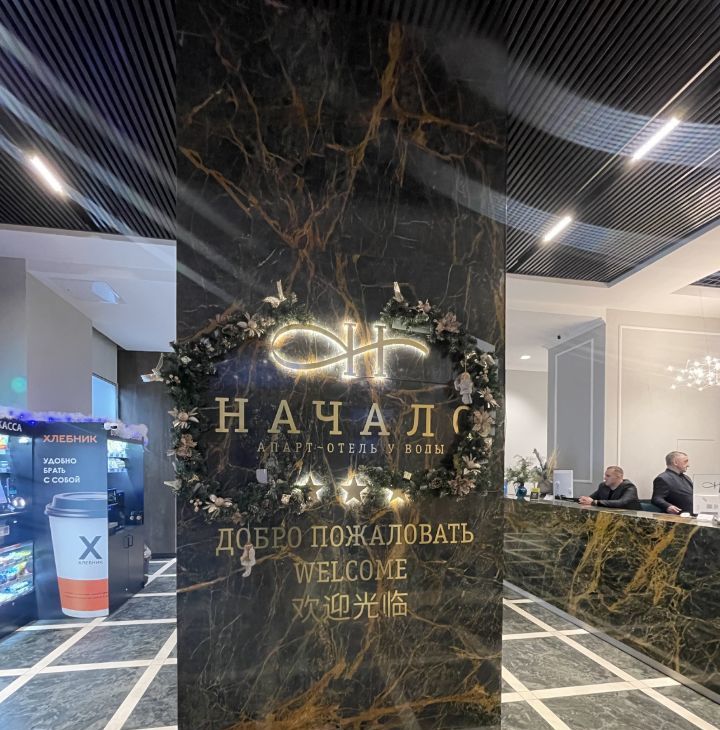 Н
НАЧАЛО
АПАРТ-ОТЕЛЬ У ВОДЫ
ДОБРО ПОЖАЛОВАТЬ
WELCOME
欢迎光临
КАССА
ХЛЕБНИК
УДОБНО
БРАТЬ
С СОБОЙ
X
ХЛЕБНИК